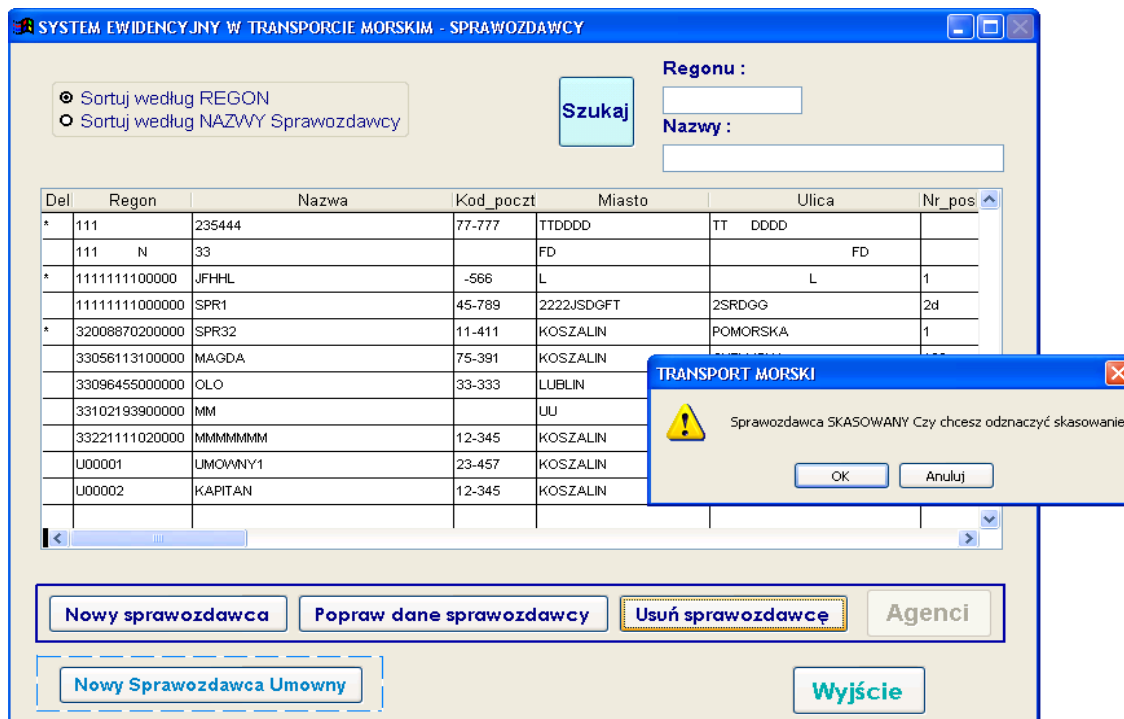 SYSTEM EWIDENCYJNY W TRANSPORCIE MORSKIM - SPRAWOZDAWCY
Sortuj według REGON
Sortuj według NAZWY Sprawozdawcy
Szukaj
Regonu :
Nazwy :
Del Regon Nazwa Kod_poczt Miasto Ulica Nr_pos
* 111 235444 77-777 TTDDDD TT DDDD
111 N 33 FD FD
* 1111111100000 JFHHL -566 L L 1
11111111000000 SPR1 45-789 2222JSDGFT 2SRDGG 2d
* 32008870200000 SPR32 11-411 KOSZALIN POMORSKA 1
33056113100000 MAGDA 75-391 KOSZALIN
33096455000000 OLO 33-333 LUBLIN
33102193900000 MM UU
33221111020000 MMMMMMM 12-345 KOSZALIN
U00001 UMOWNY1 23-457 KOSZALIN
U00002 KAPITAN 12-345 KOSZALIN
TRANSPORT MORSKI
Sprawozdawca SKASOWANY Czy chcesz odznaczyć skasowanie
OK Anuluj
Nowy sprawozdawca Popraw dane sprawozdawcy Usuń sprawozdawcę Agenci
Nowy Sprawozdawca Umowny
Wyjście